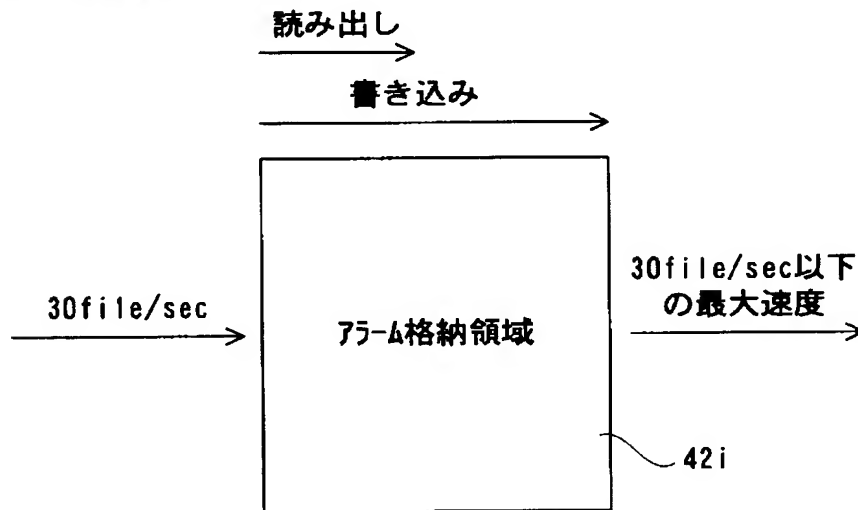 読み出し
書き込み
30file/sec
アラーム格納領域
30file/sec以下
の最大速度
42i